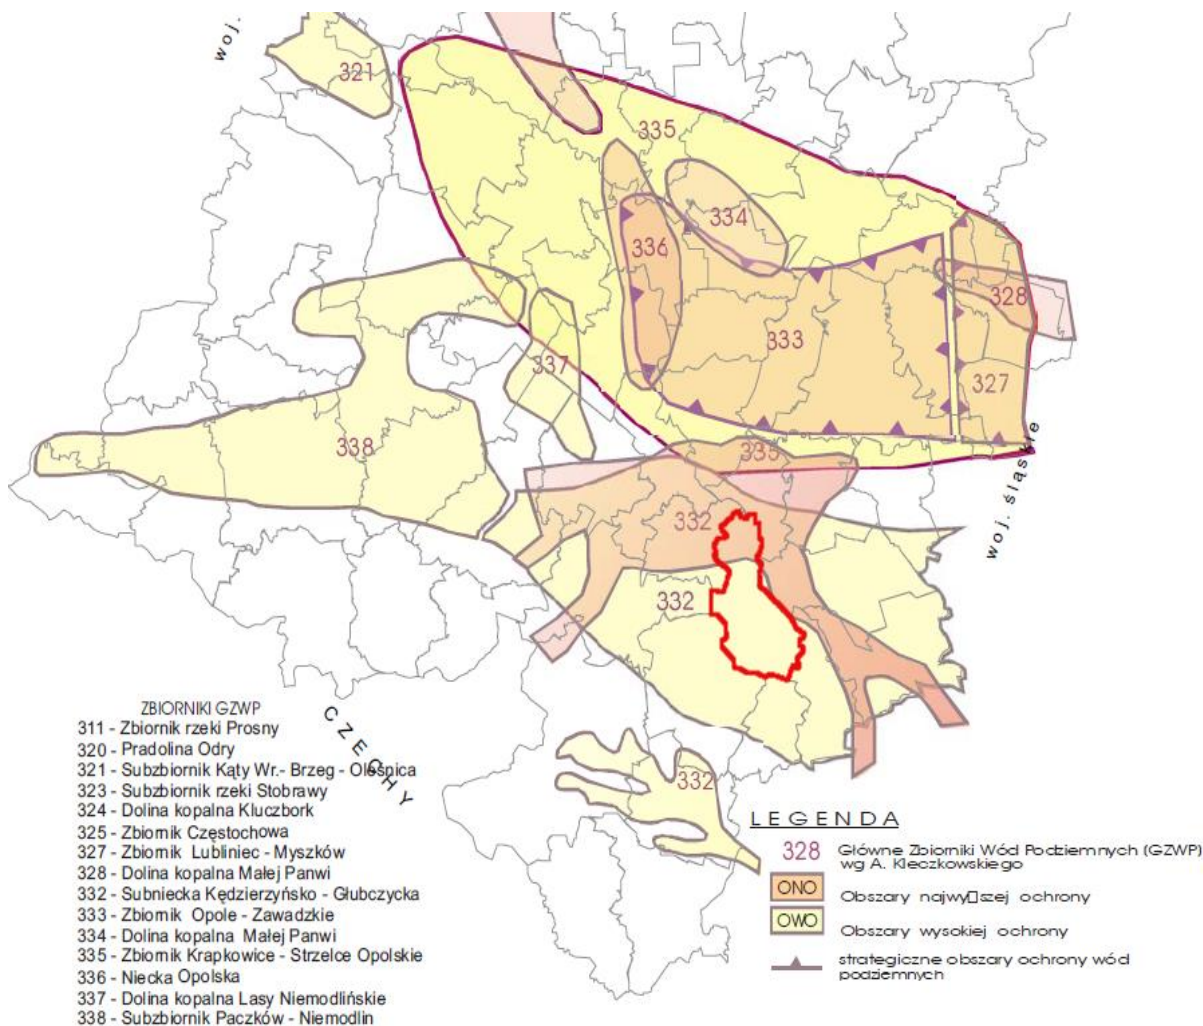 woj.
321
335
334
336
328
333
337
327
338
335
woj. śląskie
332
332
ZBIORNIKI GZWP
311 - Zbiornik rzeki Prosny
320 - Pradolina Odry
321 - Subzbiornik Kąty Wr.- Brzeg - Oleśnica
323 - Subzbiornik rzeki Stobrawy
324 - Dolina kopalna Kluczbork
325 - Zbiornik Częstochowa
327 - Zbiornik Lubliniec - Myszków
328 - Dolina kopalna Małej Panwi
332 - Subniecka Kędzierzyńsko - Głubczycka
333 - Zbiornik Opole - Zawadzkie
334 - Dolina kopalna Małej Panwi
335 - Zbiornik Krapkowice - Strzelce Opolskie
336 - Niecka Opolska
337 - Dolina kopalna Lasy Niemodlińskie
338 - Subzbiornik Paczków - Niemodlin
CZECHY
332
LEGENDA
328 Główne Zbiorniki Wód Podziemnych (GZWP)
wg A. Kleczkowskiego
ONO Obszary najwy▯szej ochrony
OWO Obszary wysokiej ochrony
strategiczne obszary ochrony wód
podziemnych